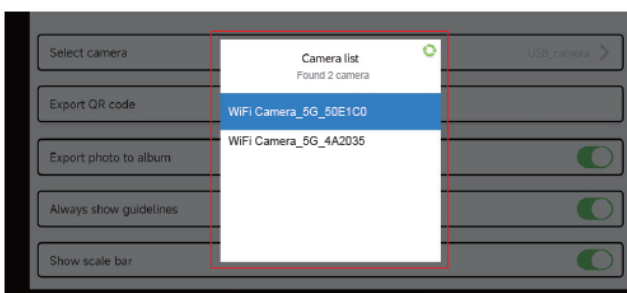 Select camera
USB_camera
Camera list
Found 2 camera
Export QR code
WiFi Camera_5G_50E1C0
WiFi Camera_5G_4A2035
Export photo to album
Always show guidelines
Show scale bar